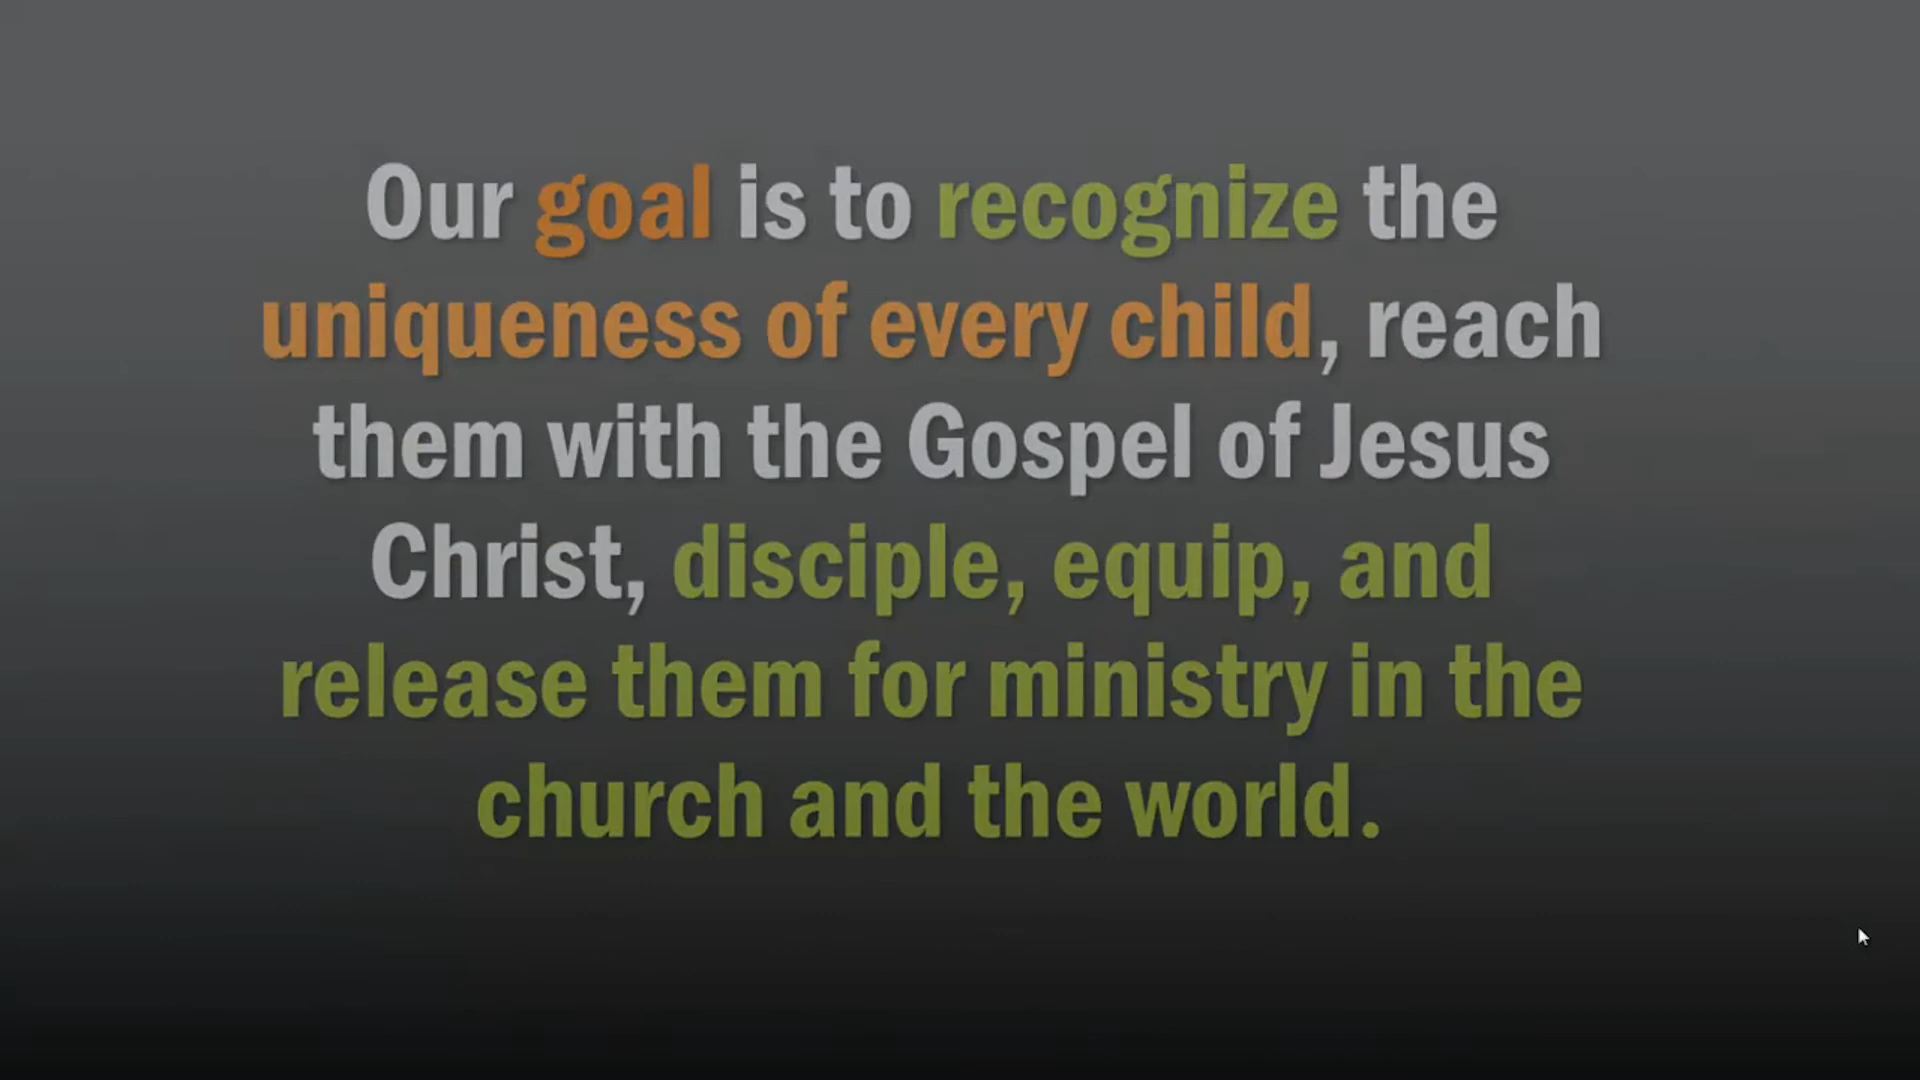 Our goal is to recognize the
uniqueness of every child, reach
them with the Gospel of Jesus
Christ, disciple, equip, and
release them for ministry in the
church and the world.